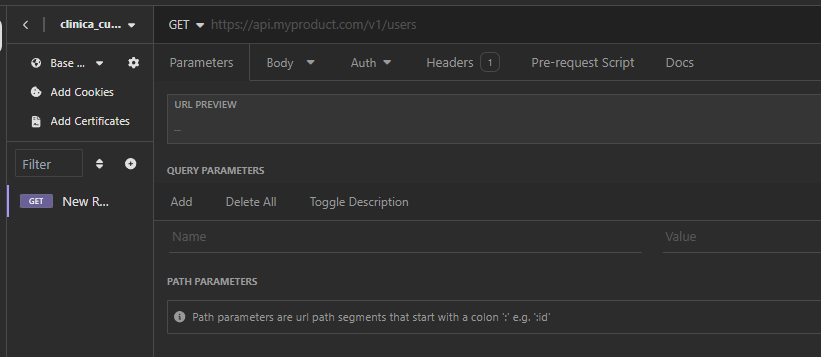 clinica_cu...
GET https://api.myproduct.com/v1/users
Base ...
Parameters Body Auth Headers 1 Pre-request Script Docs
Add Cookies
URL PREVIEW
...
Add Certificates
Filter
QUERY PARAMETERS
GET New R...
Add Delete All Toggle Description
Name Value
PATH PARAMETERS
Path parameters are url path segments that start with a colon ':' e.g. ':id'